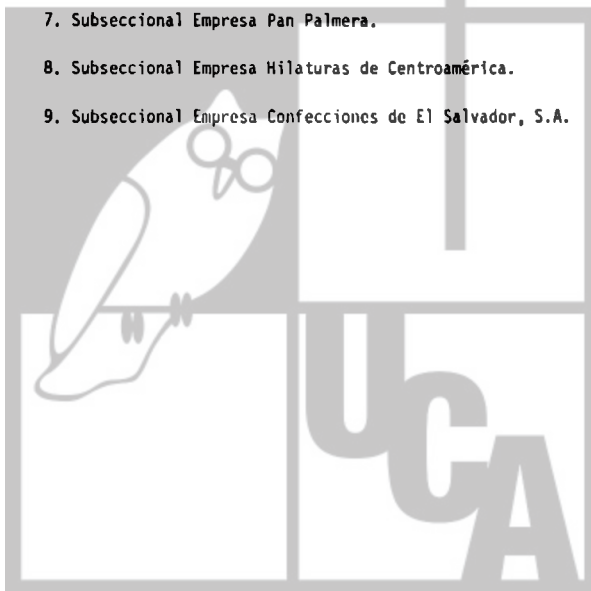 7. Subseccional Empresa Pan Palmera.
8. Subseccional Empresa Hilaturas de Centroamérica.
9. Subseccional Empresa Confecciones de El Salvador, S.A.
UCA